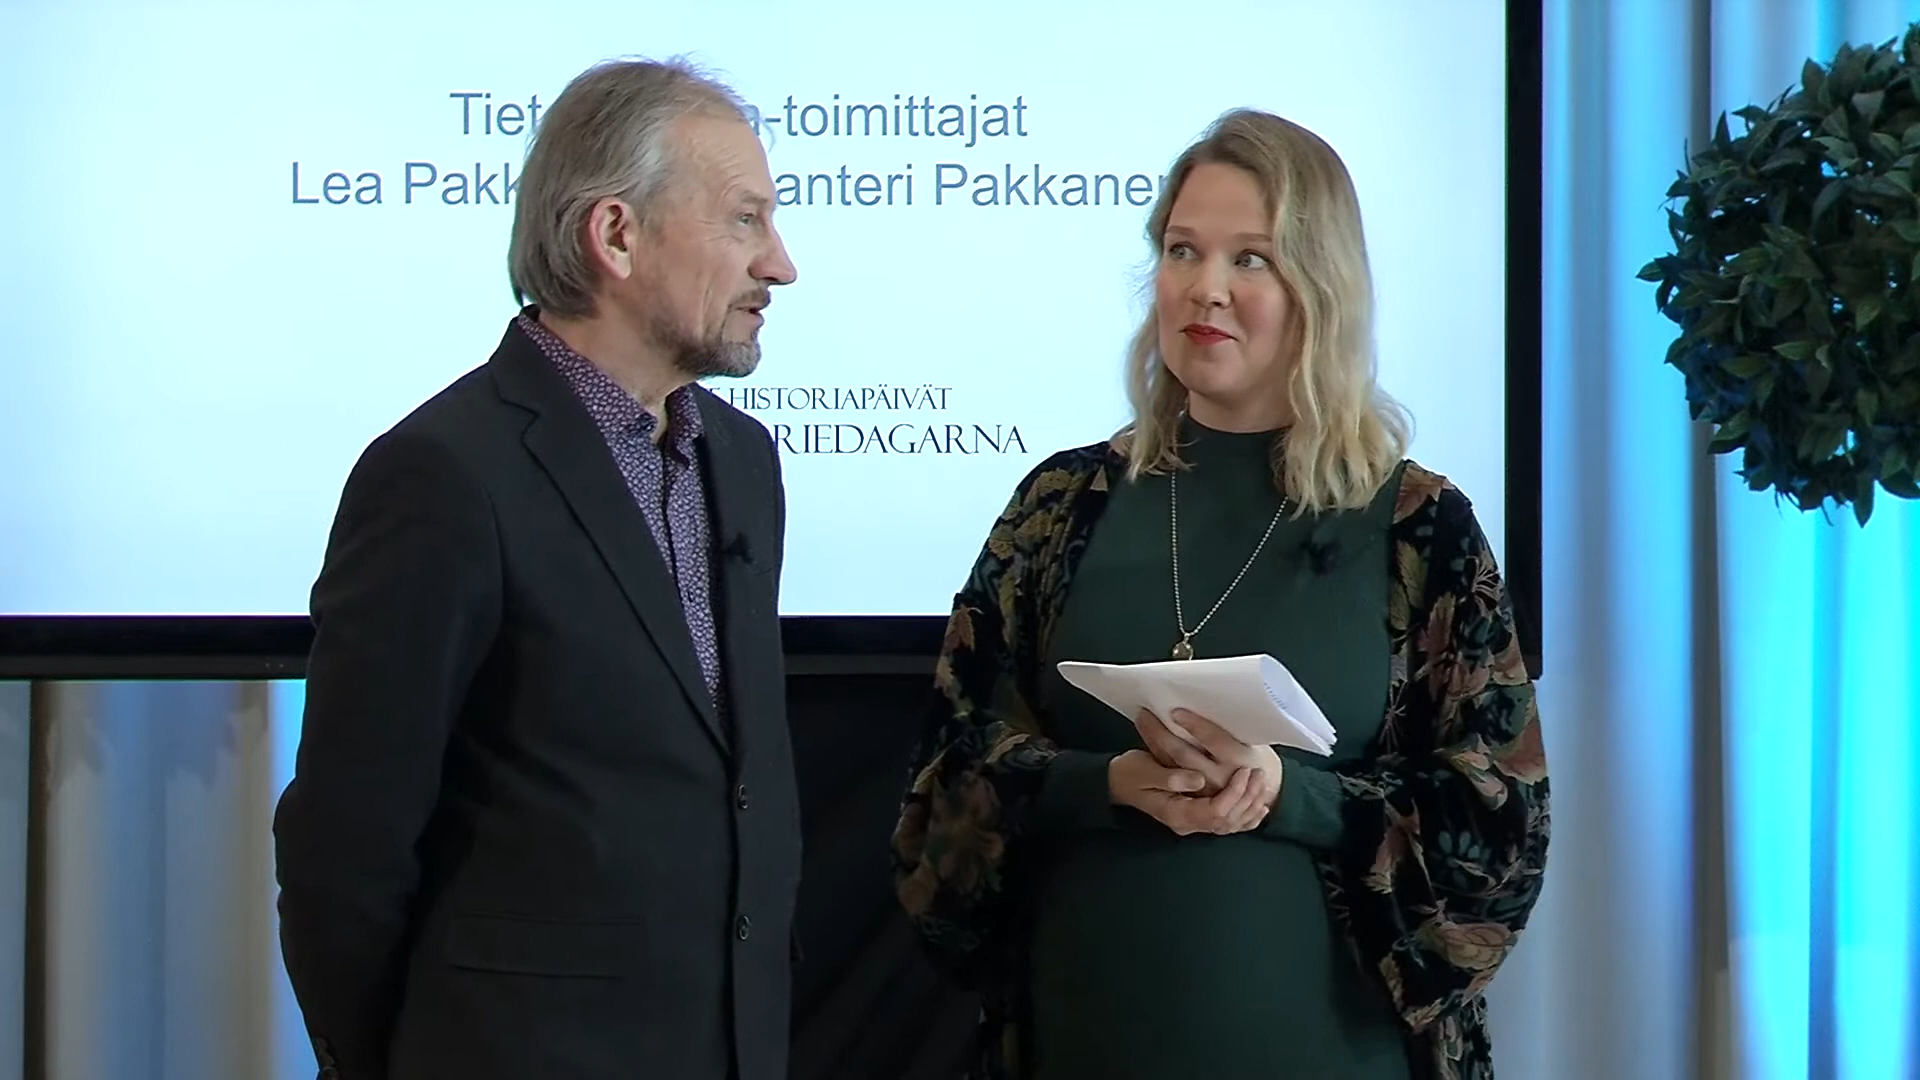 Tiet -toimittajat
Lea Pakk anteri Pakkane
HISTORIAPÄIVÄT
RIEDAGARNA